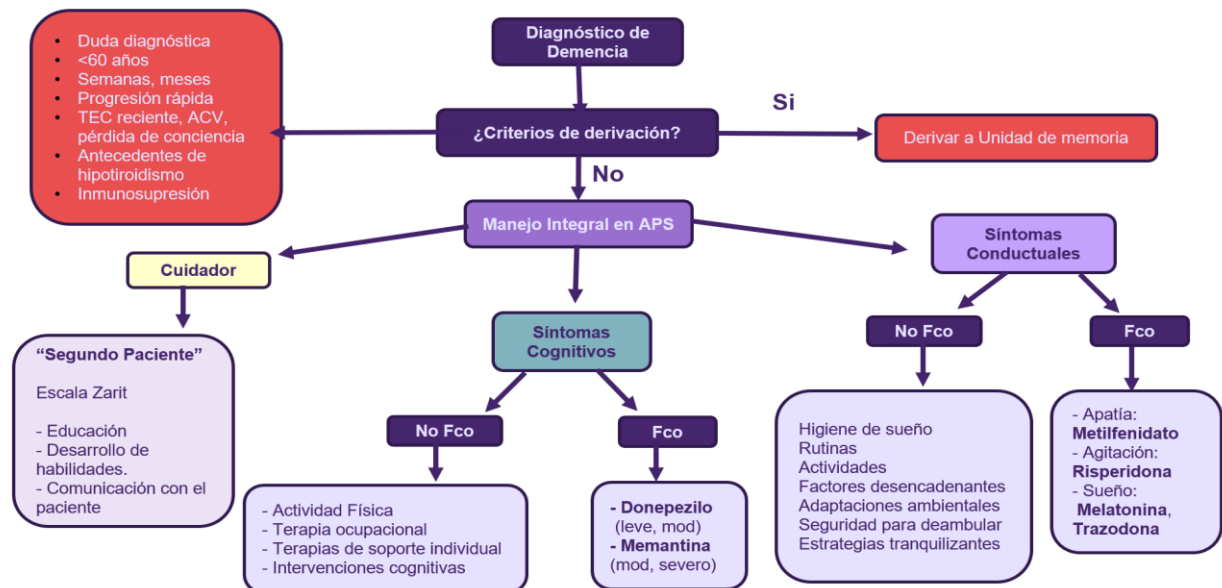 Diagnóstico de
Demencia
• Duda diagnóstica
• <60 años
• Semanas, meses
• Progresión rápida
• TEC reciente, ACV,
pérdida de conciencia
• Antecedentes de
hipotiroidismo
• Inmunosupresión
¿Criterios de derivación?
Si
Derivar a Unidad de memoria
No
Manejo Integral en APS
Cuidador
“Segundo Paciente”
Escala Zarit
- Educación
- Desarrollo de
habilidades.
- Comunicación con el
paciente
Síntomas
Cognitivos
No Fco
- Actividad Física
- Terapia ocupacional
- Terapias de soporte individual
- Intervenciones cognitivas
Fco
- Donepezilo
(leve, mod)
- Memantina
(mod, severo)
Síntomas
Conductuales
No Fco
Higiene de sueño
Rutinas
Actividades
Factores desencadenantes
Adaptaciones ambientales
Seguridad para deambular
Estrategias tranquilizantes
Fco
- Apatía:
Metilfenidato
- Agitación:
Risperidona
- Sueño:
Melatonina,
Trazodona